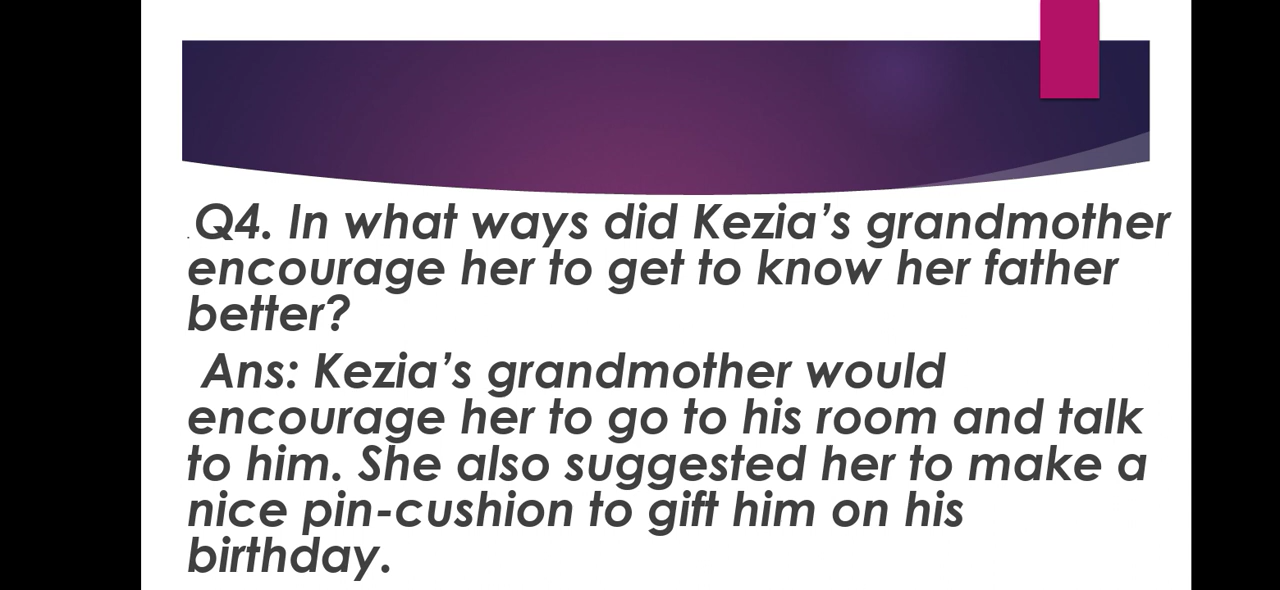 .Q4. In what ways did Kezia’s grandmother
encourage her to get to know her father
better?
Ans: Kezia’s grandmother would
encourage her to go to his room and talk
to him. She also suggested her to make a
nice pin-cushion to gift him on his
birthday.